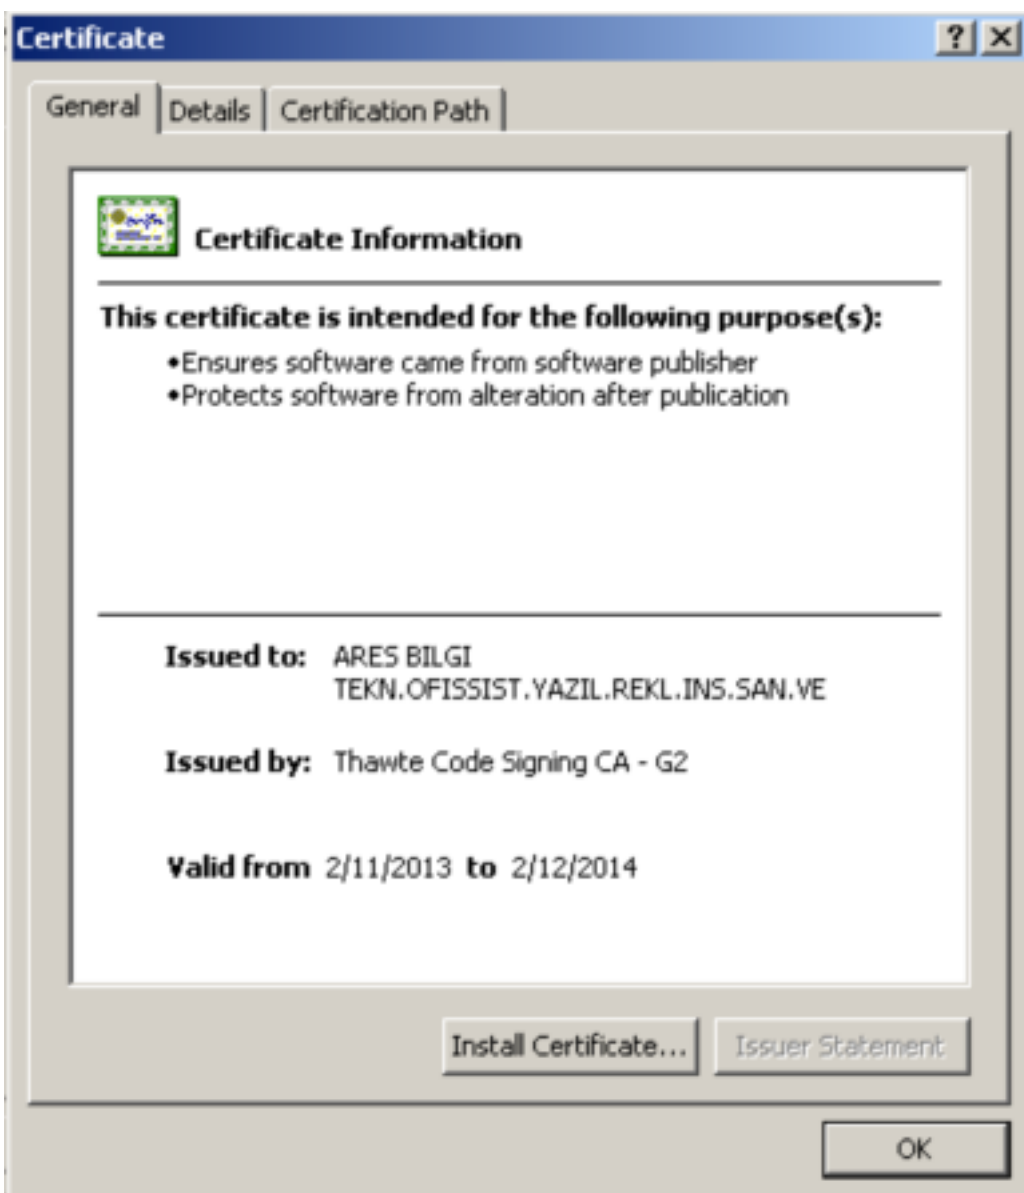 Certificate
General Details Certification Path
Certificate Information
This certificate is intended for the following purpose(s):
•Ensures software came from software publisher
•Protects software from alteration after publication
Issued to: ARES BILGI
TEKN.OFISSIST.YAZIL.REKL.INS.SAN.VE
Issued by: Thawte Code Signing CA - G2
Valid from 2/11/2013 to 2/12/2014
Install Certificate... Issuer Statement
OK